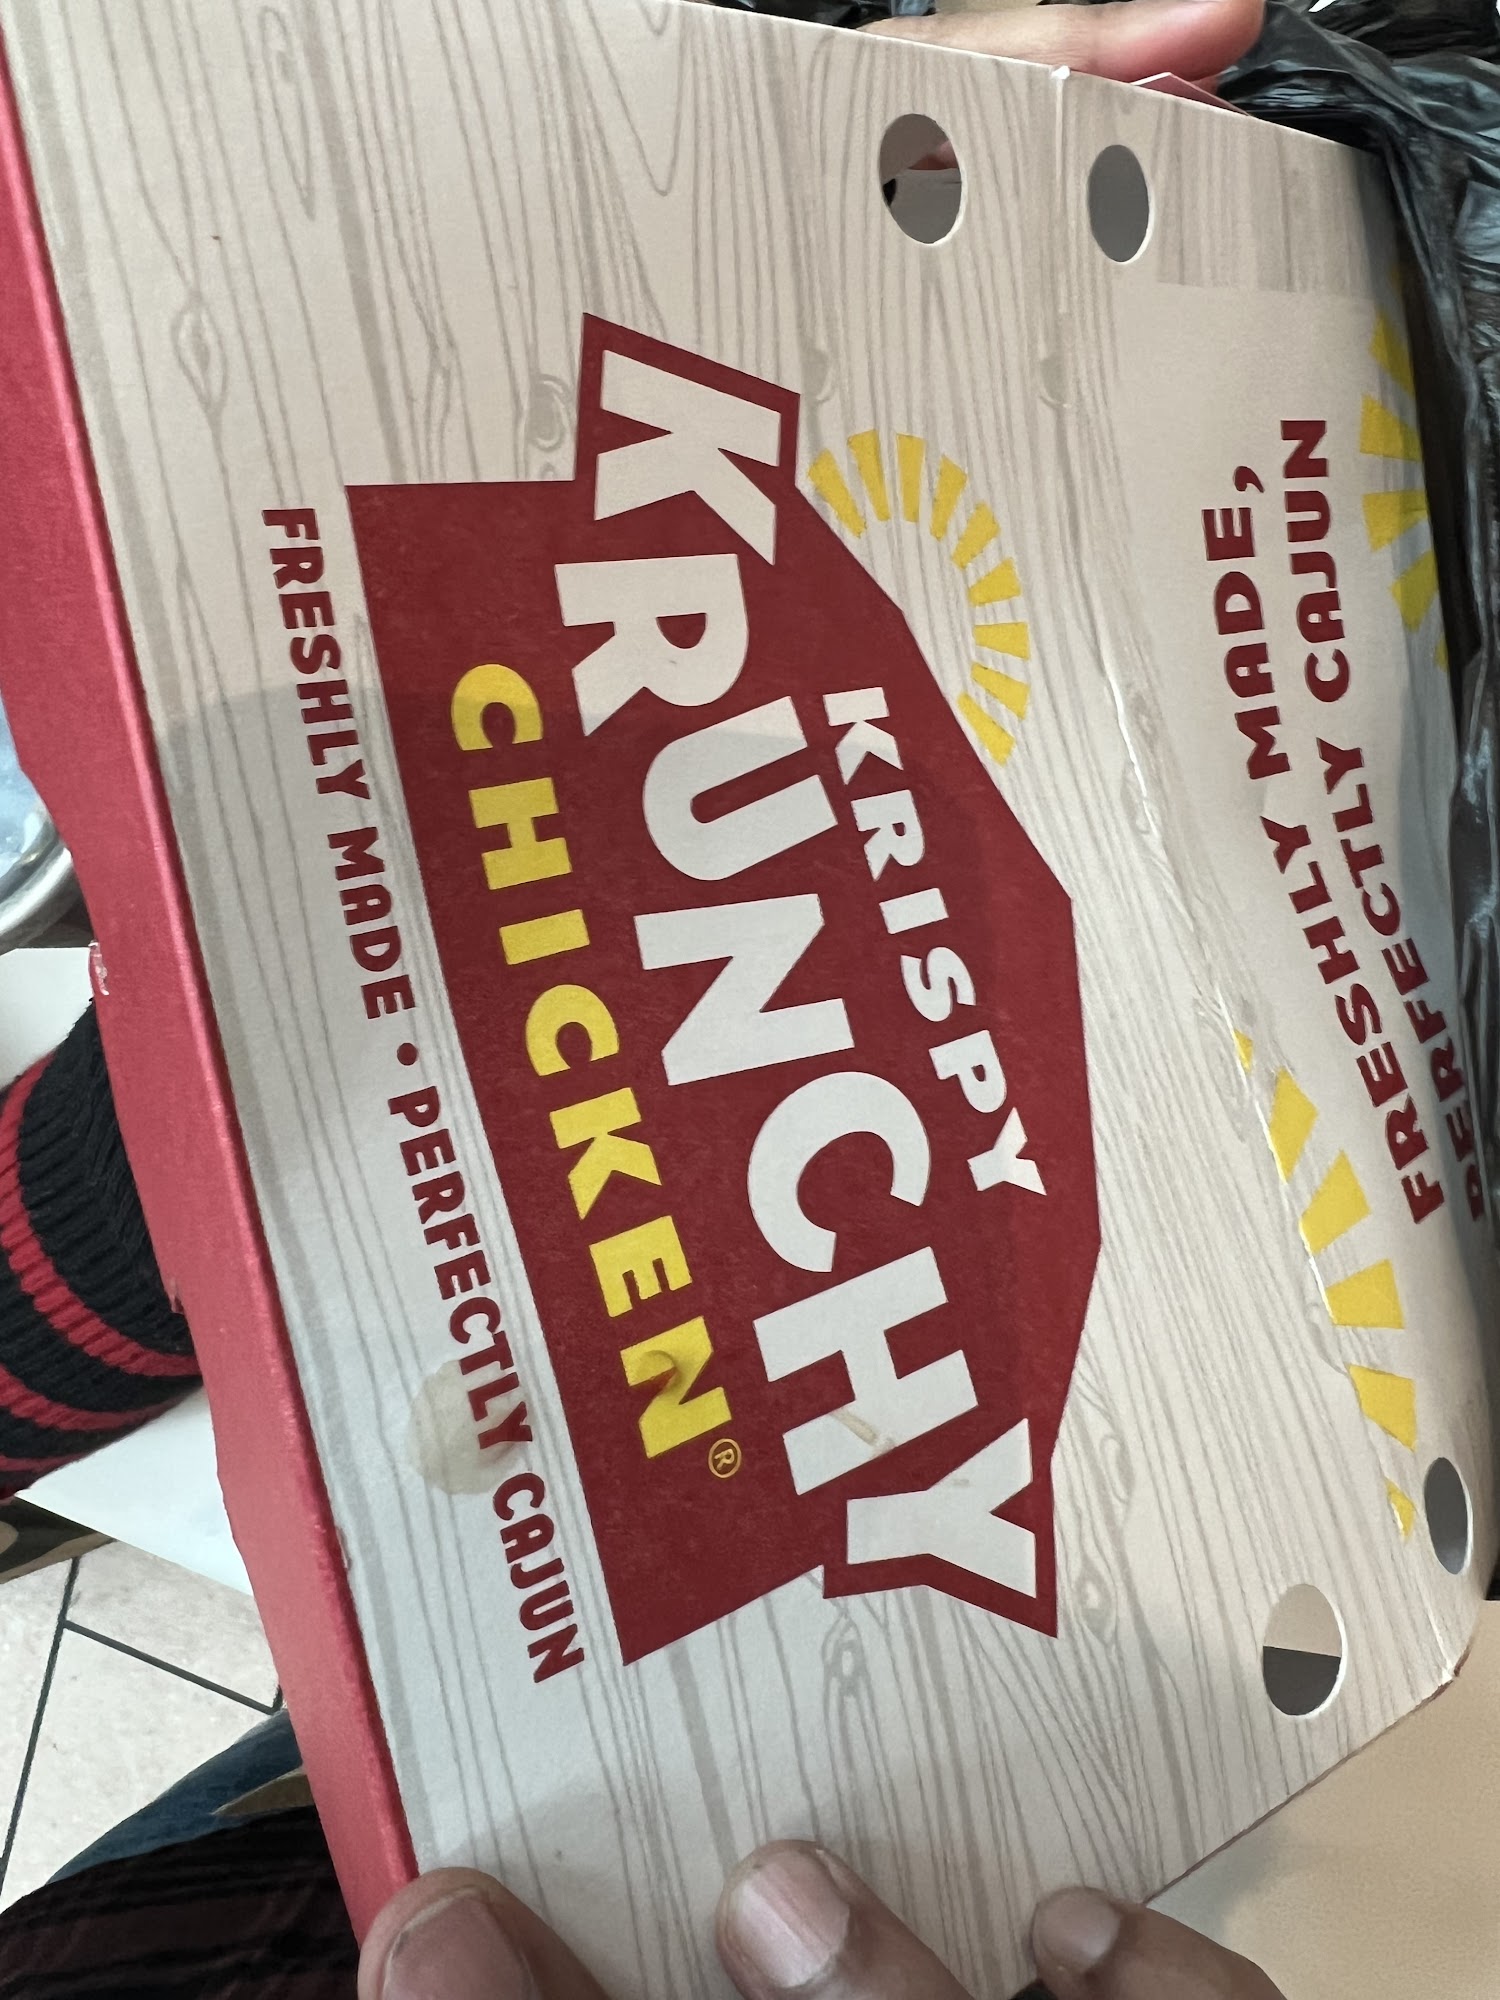 KRISPY
KRUNCHY
CHICKEN®
FRESHLY MADE • PERFECTLY CAJUN
FRESHLY MADE,
PERFECTLY CAJUN